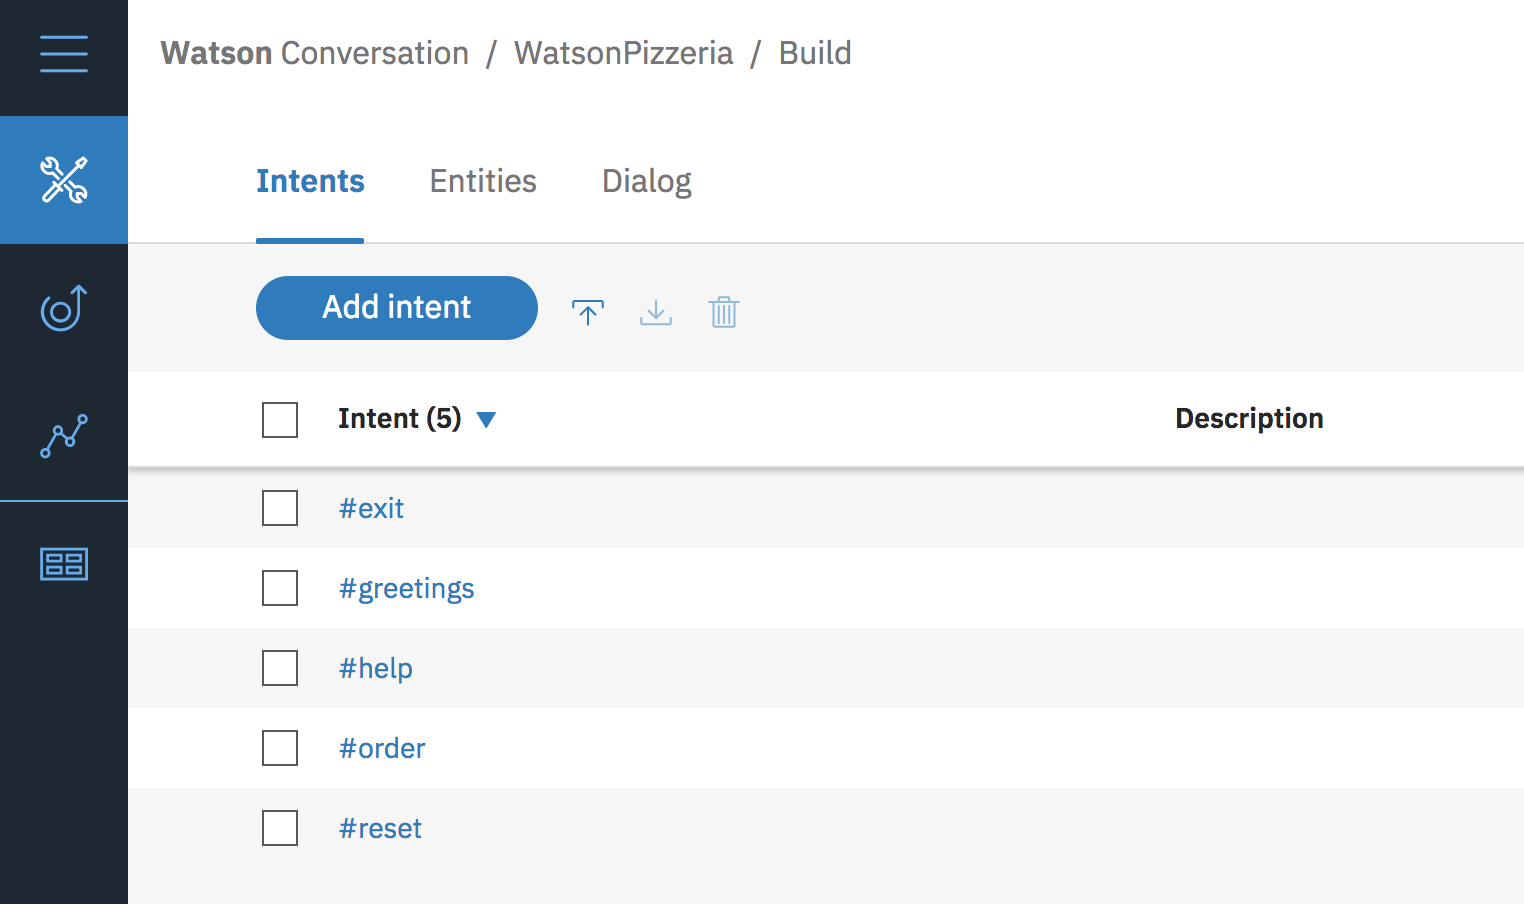 Watson Conversation / WatsonPizzeria / Build
Intents Entities Dialog
Add intent
Intent (5) Description
#exit
#greetings
#help
#order
#reset